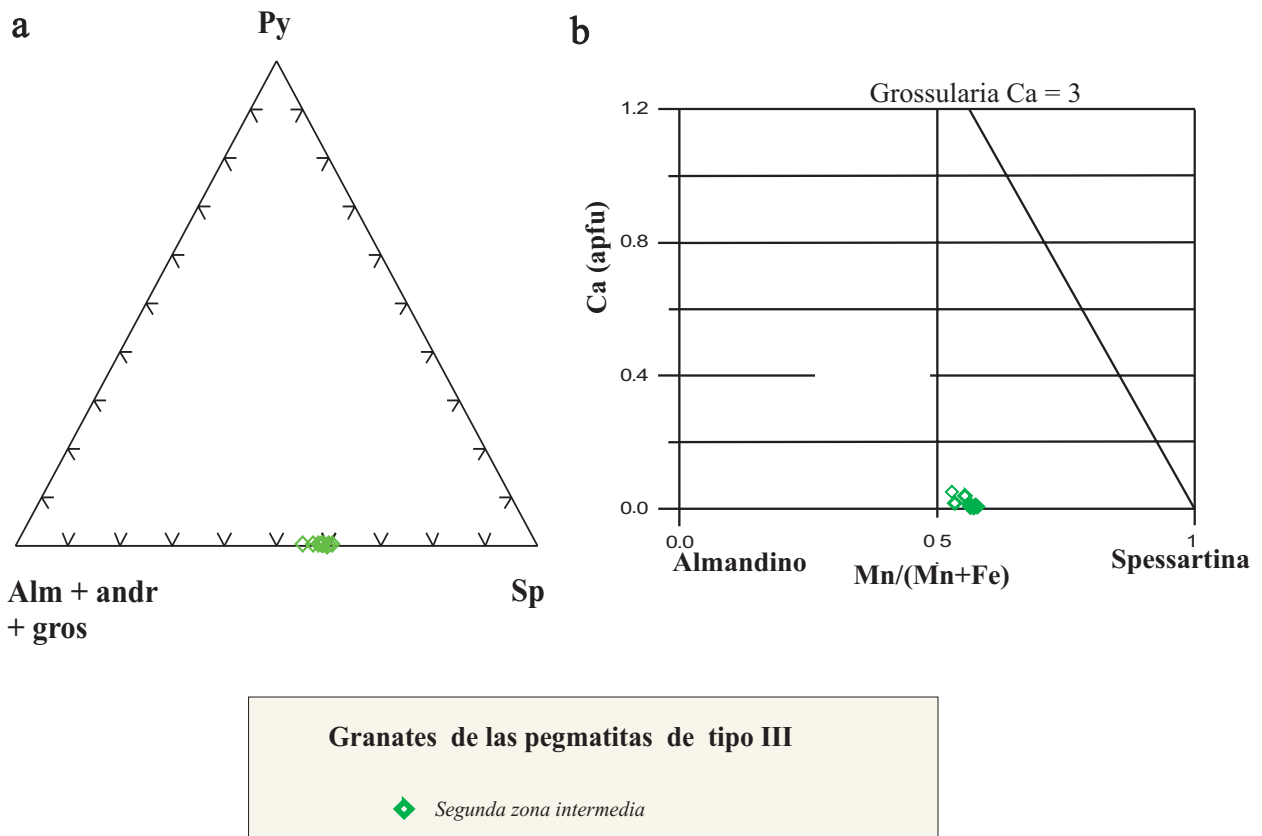 a
Py
Alm + andr
+ gros
Sp
b
Grossularia Ca = 3
1.2
0.8
0.4
0.0
Ca (apfu)
0.0
0.5
1
Almandino
Mn/(Mn+Fe)
Spessartina
Granates de las pegmatitas de tipo III
Segunda zona intermedia